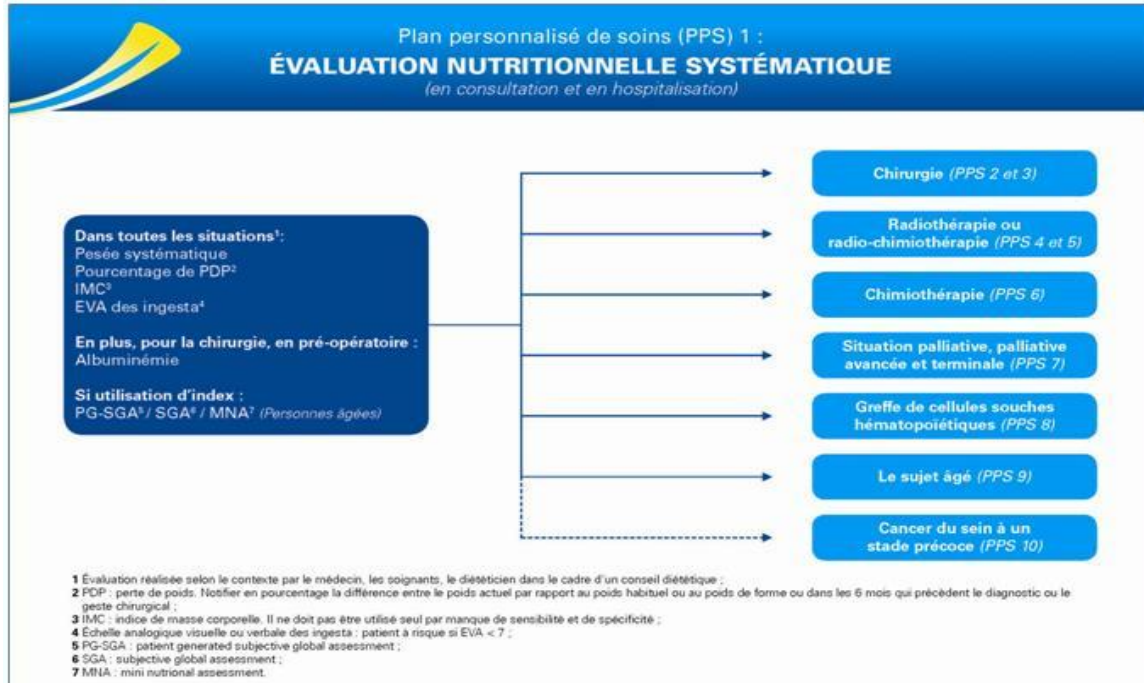 Plan personnalisé de soins (PPS) 1 :
ÉVALUATION NUTRITIONNELLE SYSTÉMATIQUE
(en consultation et en hospitalisation)
Dans toutes les situations¹:
Pesée systématique
Pourcentage de PDP²
IMC³
EVA des ingesta⁴
En plus, pour la chirurgie, en pré-opératoire :
Albuminémie
Si utilisation d'index :
PG-SGA⁵ / SGA⁶ / MNA⁷ (Personnes âgées)
Chirurgie (PPS 2 et 3)
Radiothérapie ou
radio-chimiothérapie (PPS 4 et 5)
Chimiothérapie (PPS 6)
Situation palliative, palliative
avancée et terminale (PPS 7)
Greffe de cellules souches
hématopoïétiques (PPS 8)
Le sujet âgé (PPS 9)
Cancer du sein à un
stade précoce (PPS 10)
1 Évaluation réalisée selon le contexte par le médecin, les soignants, le diététicien dans le cadre d'un conseil diététique ;
2 PDP : perte de poids. Notifier en pourcentage la différence entre le poids actuel par rapport au poids habituel ou au poids de forme ou dans les 6 mois qui précèdent le diagnostic ou le
geste chirurgical ;
3 IMC : indice de masse corporelle. Il ne doit pas être utilisé seul par manque de sensibilité et de spécificité ;
4 Échelle analogique visuelle ou verbale des ingesta : patient à risque si EVA < 7 ;
5 PG-SGA : patient generated subjective global assessment ;
6 SGA : subjective global assessment ;
7 MNA : mini nutrional assessment.